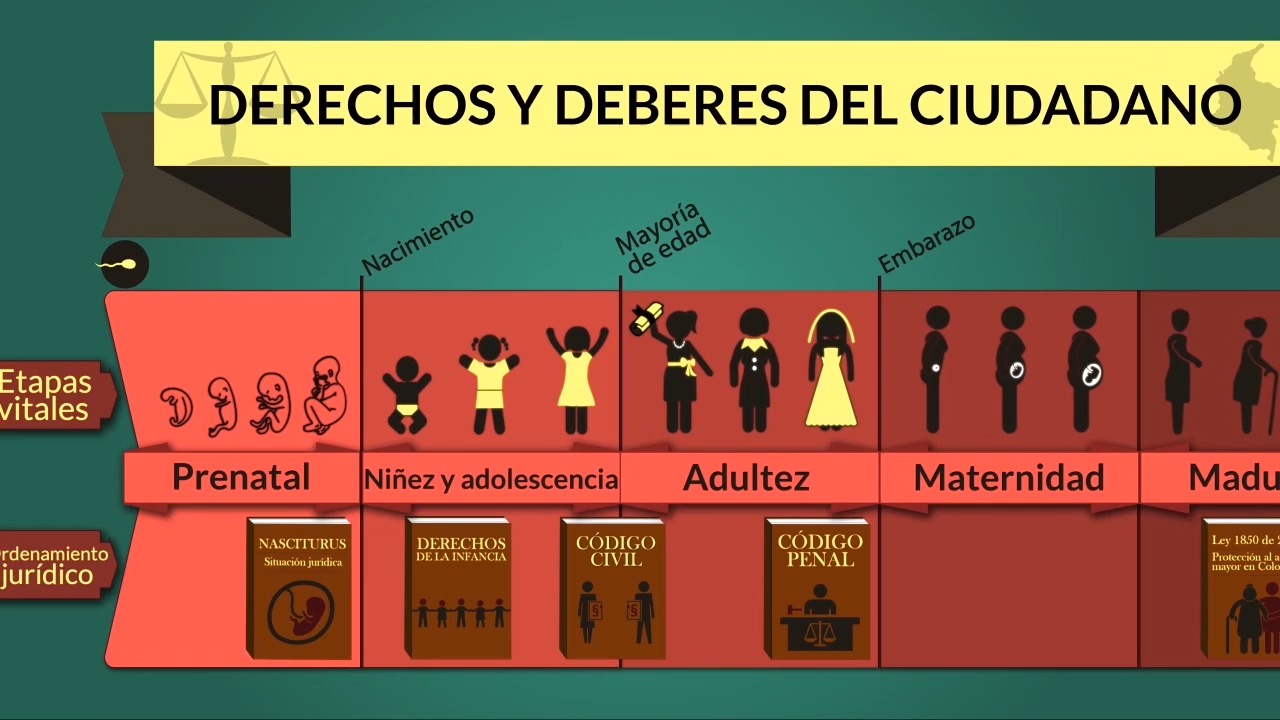 DERECHOS Y DEBERES DEL CIUDADANO
Nacimiento
Mayoría
de edad
Embarazo
Etapas
vitales
Prenatal
Niñez y adolescencia
Adultez
Maternidad
Madu
rdenamiento
jurídico
NASCITURUS
Situación jurídica
DERECHOS
DE LA INFANCIA
CÓDIGO
CIVIL
§ §
CÓDIGO
PENAL
Ley 1850 de 2
Protección al a
mayor en Colo